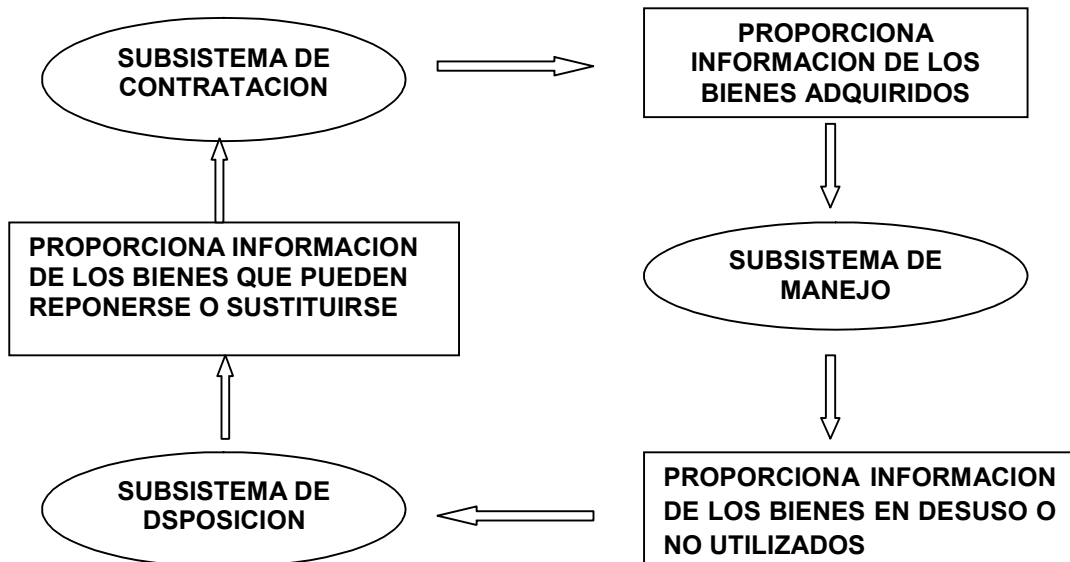 SUBSISTEMA DE
CONTRATACION
PROPORCIONA
INFORMACION DE LOS
BIENES ADQUIRIDOS
PROPORCIONA INFORMACION
DE LOS BIENES QUE PUEDEN
REPONERSE O SUSTITUIRSE
SUBSISTEMA DE
MANEJO
SUBSISTEMA DE
DSPOSICION
PROPORCIONA INFORMACION
DE LOS BIENES EN DESUSO O
NO UTILIZADOS